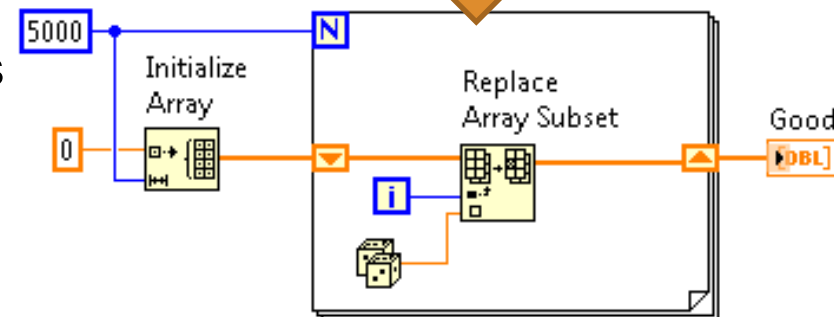 5000
N
s
Initialize
Array
Replace
Array Subset
Good
0
DBL]
i